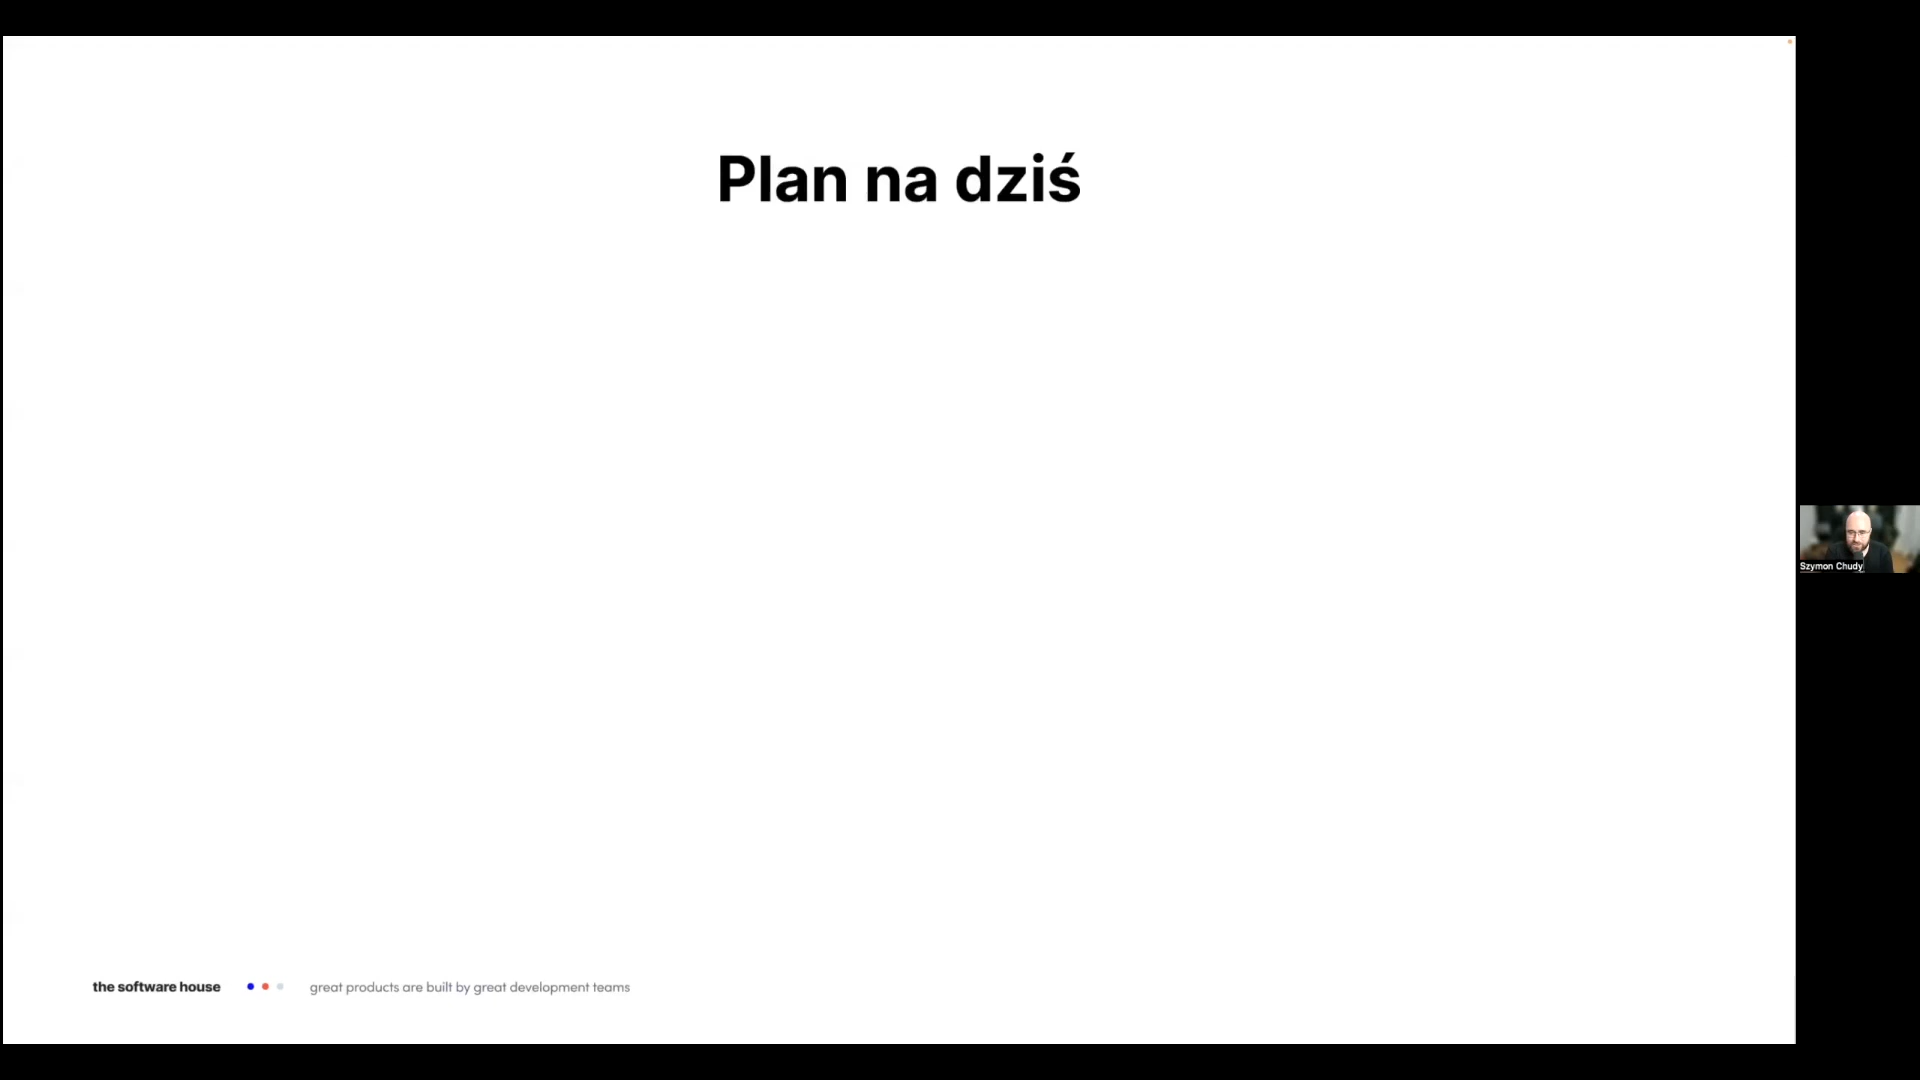 Plan na dziś
Szymon Chudy
the software house
great products are built by great development teams